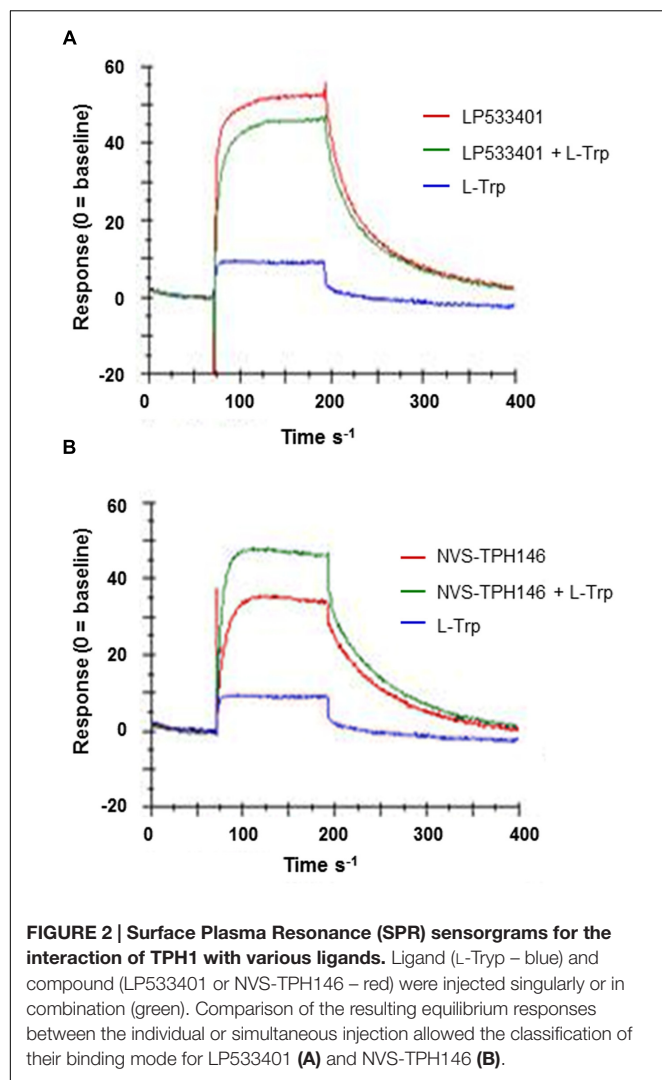 A
60
40
20
0
-20
Response (0 = baseline)
LP533401
LP533401 + L-Trp
L-Trp
0 100 200 300 400
Time s-1
B
60
40
20
0
-20
Response (0 = baseline)
NVS-TPH146
NVS-TPH146 + L-Trp
L-Trp
0 100 200 300 400
Time s-1
FIGURE 2 | Surface Plasma Resonance (SPR) sensorgrams for the
interaction of TPH1 with various ligands. Ligand (L-Tryp – blue) and
compound (LP533401 or NVS-TPH146 – red) were injected singularly or in
combination (green). Comparison of the resulting equilibrium responses
between the individual or simultaneous injection allowed the classification of
their binding mode for LP533401 (A) and NVS-TPH146 (B).